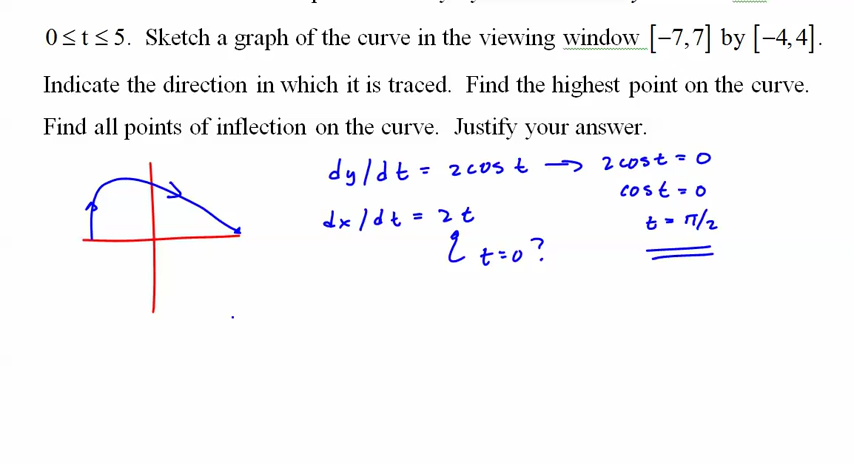 0 ≤ t ≤ 5. Sketch a graph of the curve in the viewing window [−7,7] by [−4,4].
Indicate the direction in which it is traced. Find the highest point on the curve.
Find all points of inflection on the curve. Justify your answer.
dy/dt = 2cos t → 2cos t = 0
cos t = 0
dx/dt = 2t
t = π/2
t=0?